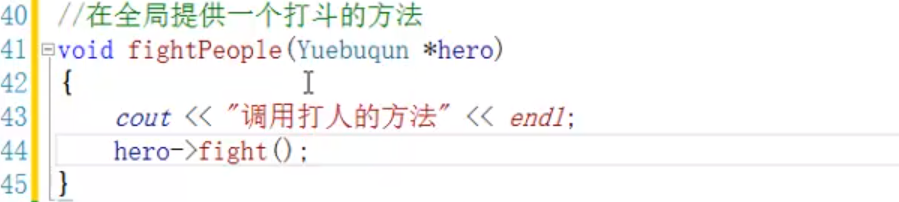 40 //在全局提供一个打斗的方法
41 void fightPeople(Yuebuqun *hero)
42 {
43 cout << "调用打人的方法" << endl;
44 hero->fight();
45 }